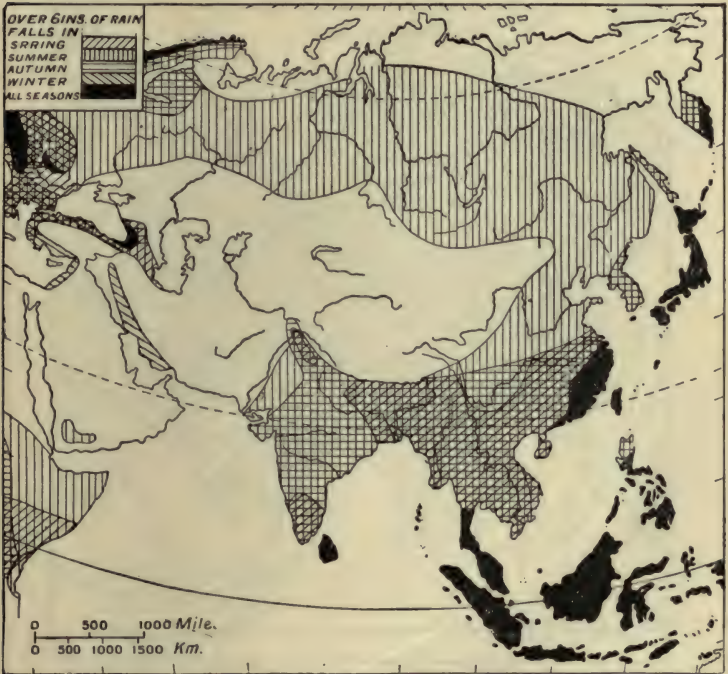 OVER 6INS. OF RAIN
FALLS IN
SRRING
SUMMER
AUTUMN
WINTER
ALL SEASONS
0 500 1000 Mile.
0 500 1000 1500 Km.